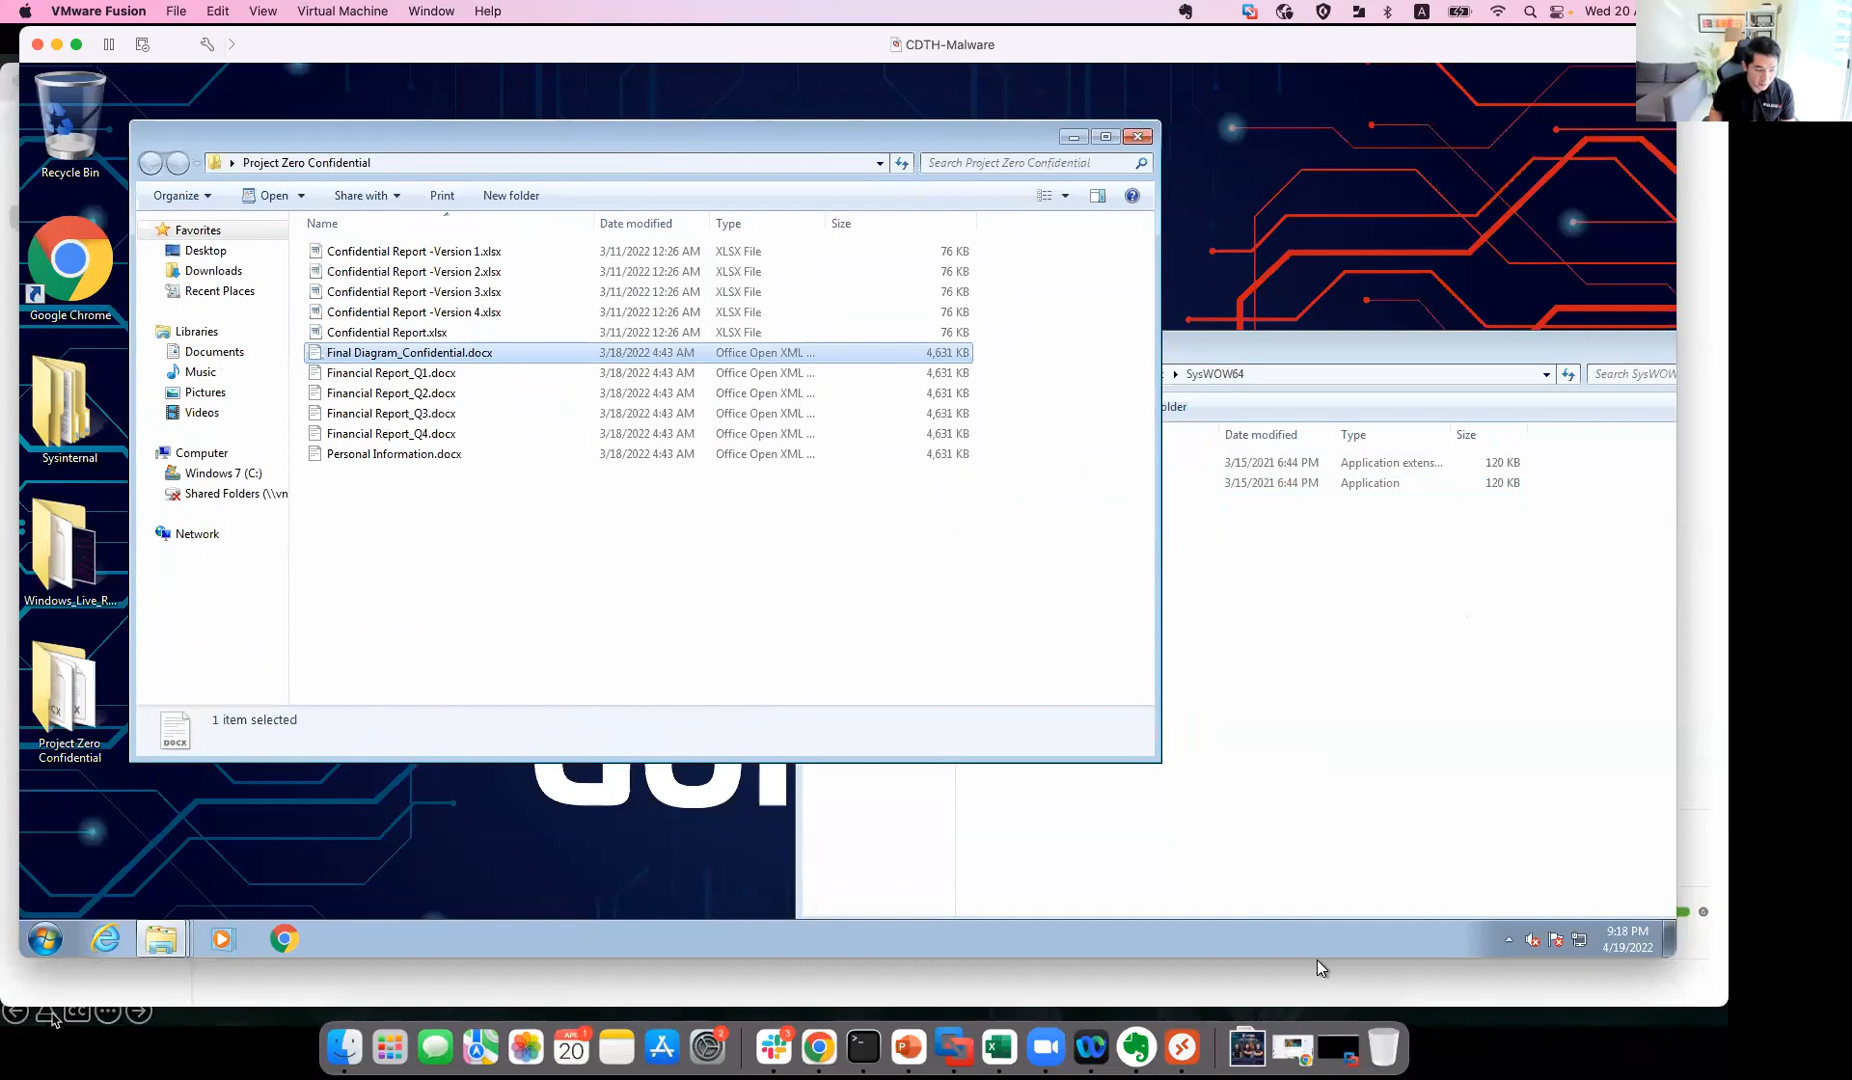 VMware Fusion File Edit View Virtual Machine Window Help
A
Wed 20
CDTH-Malware
Recycle Bin
Google Chrome
Sysinternal
Windows_Live_R...
Project Zero
Confidential
Project Zero Confidential
Search Project Zero Confidential
Organize Open Share with Print New folder
Favorites
Desktop
Downloads
Recent Places
Libraries
Documents
Music
Pictures
Videos
Computer
Windows 7 (C:)
Shared Folders (\\vn
Network
Name Date modified Type Size
Confidential Report -Version 1.xlsx 3/11/2022 12:26 AM XLSX File 76 KB
Confidential Report -Version 2.xlsx 3/11/2022 12:26 AM XLSX File 76 KB
Confidential Report -Version 3.xlsx 3/11/2022 12:26 AM XLSX File 76 KB
Confidential Report -Version 4.xlsx 3/11/2022 12:26 AM XLSX File 76 KB
Confidential Report.xlsx 3/11/2022 12:26 AM XLSX File 76 KB
Final Diagram_Confidential.docx 3/18/2022 4:43 AM Office Open XML ... 4,631 KB
Financial Report_Q1.docx 3/18/2022 4:43 AM Office Open XML ... 4,631 KB
Financial Report_Q2.docx 3/18/2022 4:43 AM Office Open XML ... 4,631 KB
Financial Report_Q3.docx 3/18/2022 4:43 AM Office Open XML ... 4,631 KB
Financial Report_Q4.docx 3/18/2022 4:43 AM Office Open XML ... 4,631 KB
Personal Information.docx 3/18/2022 4:43 AM Office Open XML ... 4,631 KB
1 item selected
DOCX
SysWOW64
Search SysWOW
older
Date modified Type Size
3/15/2021 6:44 PM Application extens... 120 KB
3/15/2021 6:44 PM Application 120 KB
9:18 PM
4/19/2022
CC
APR
20
1
2
3